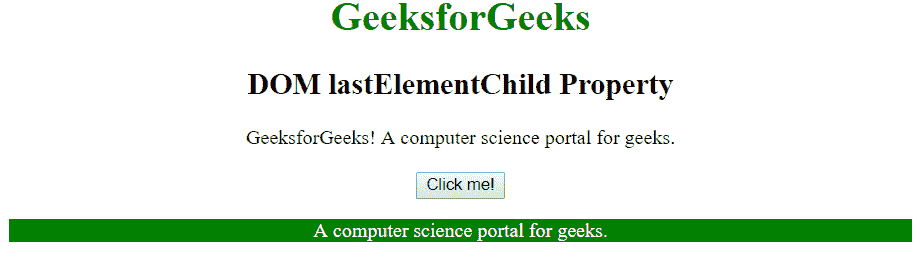 GeeksforGeeks
DOM lastElementChild Property
GeeksforGeeks! A computer science portal for geeks.
Click me!
A computer science portal for geeks.